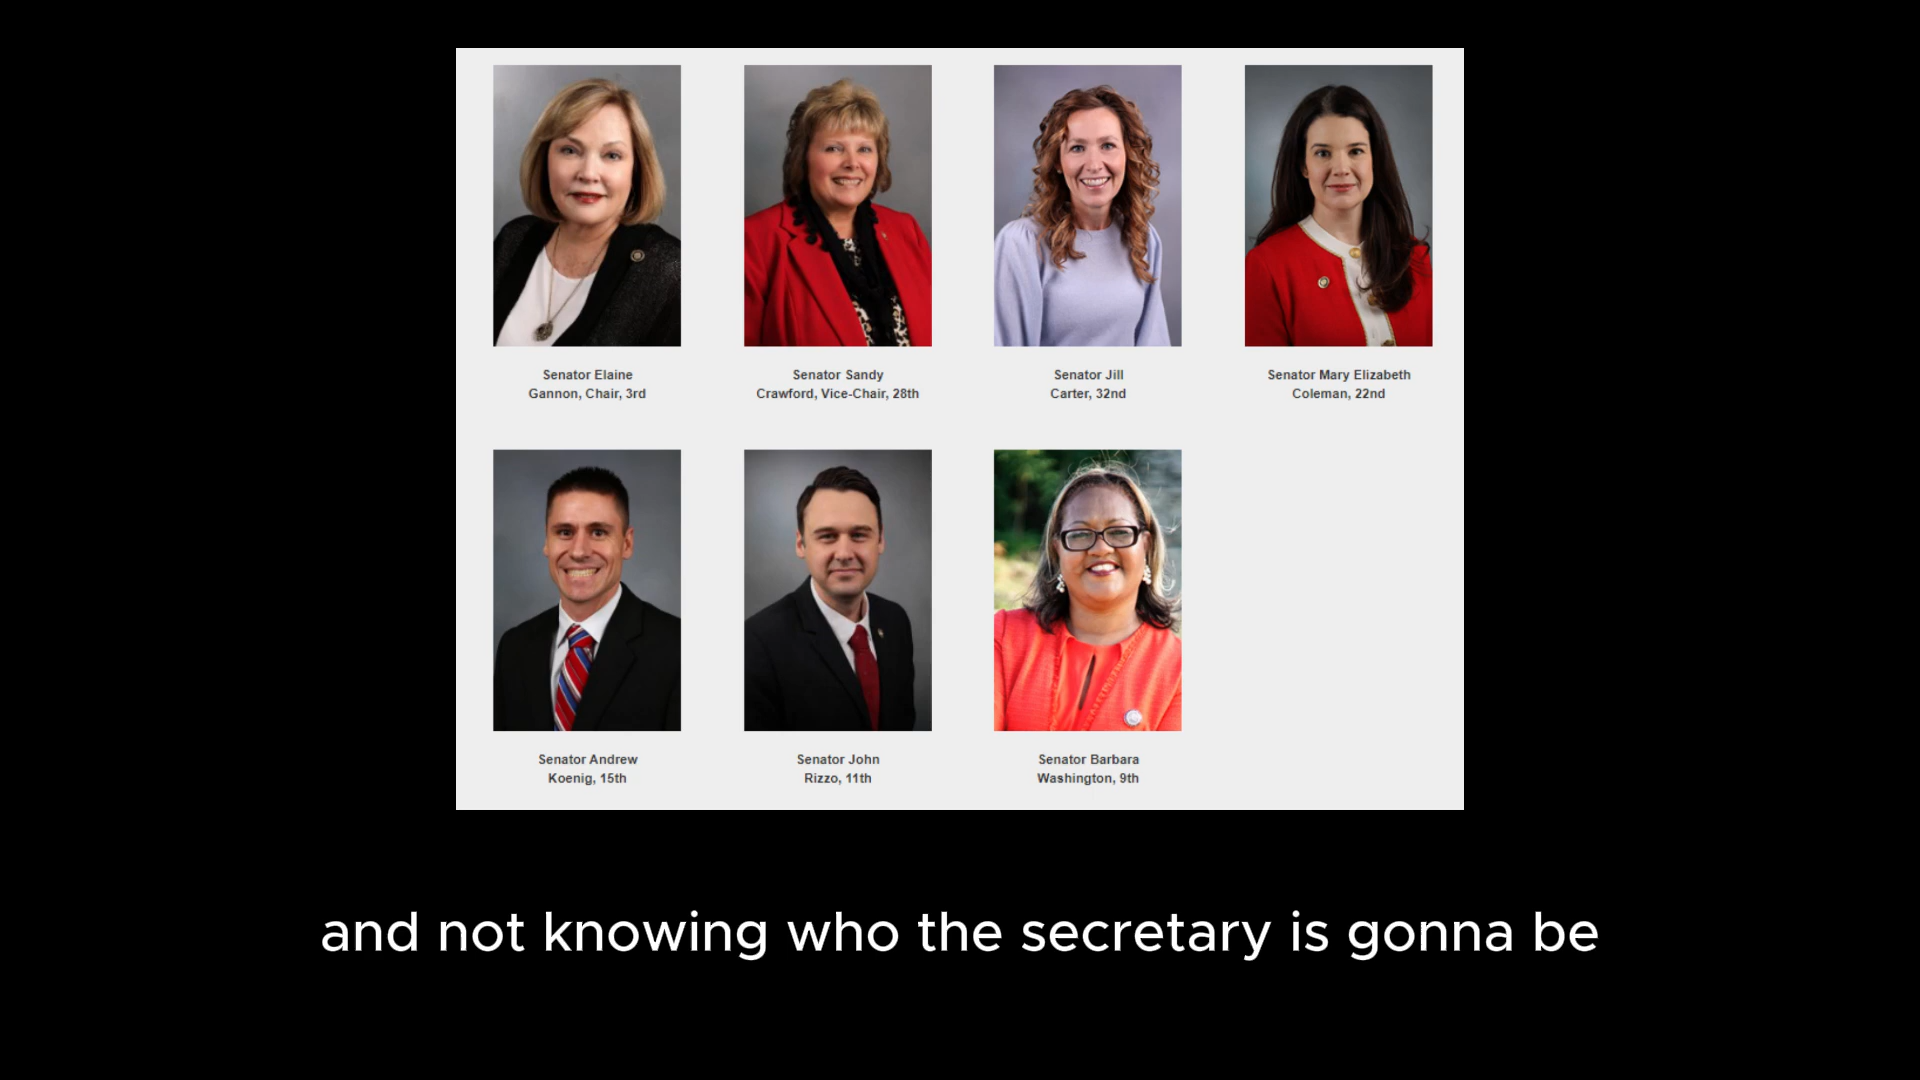 Senator Elaine
Gannon, Chair, 3rd
Senator Sandy
Crawford, Vice-Chair, 28th
Senator Jill
Carter, 32nd
Senator Mary Elizabeth
Coleman, 22nd
Senator Andrew
Koenig, 15th
Senator John
Rizzo, 11th
Senator Barbara
Washington, 9th
and not knowing who the secretary is gonna be